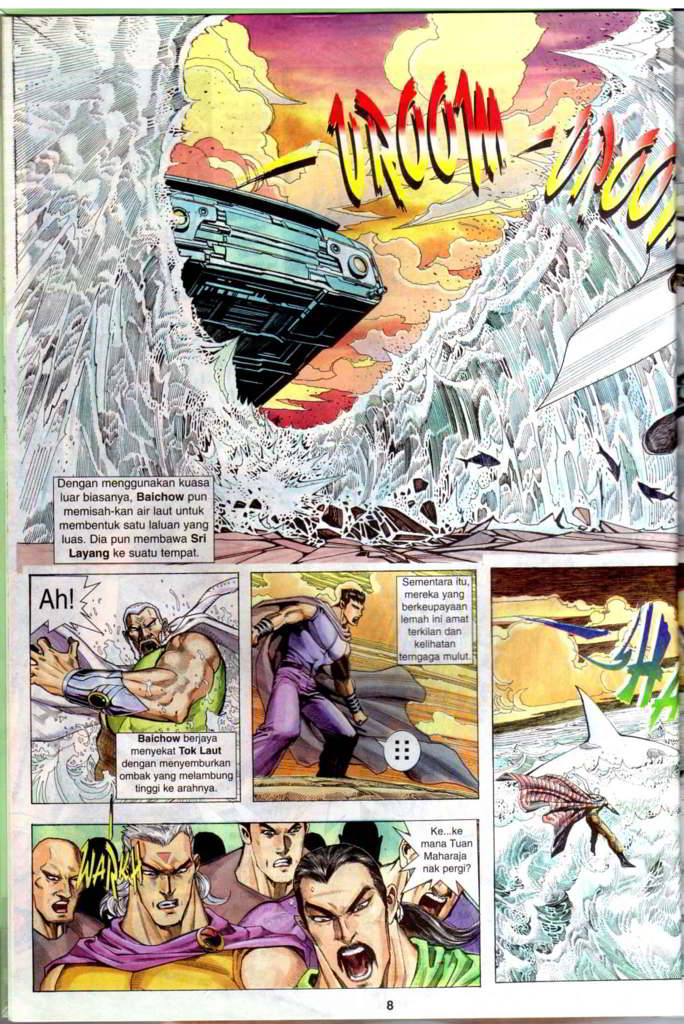 VROOM
VROO
Dengan menggunakan kuasa
luar biasanya, Baichow pun
memisah-kan air laut untuk
membentuk satu laluan yang
luas. Dia pun membawa Sri
Layang ke suatu tempat.
Ah!
Baichow berjaya
menyekat Tok Laut
dengan menyemburkan
ombak yang melambung
tinggi ke arahnya.
Sementara itu,
mereka yang
berkeupayaan
lemah ini amat
terkilan dan
kelihatan
ternganga mulut.
HA
WARKH
Ke...ke
mana Tuan
Maharaja
nak pergi?
8